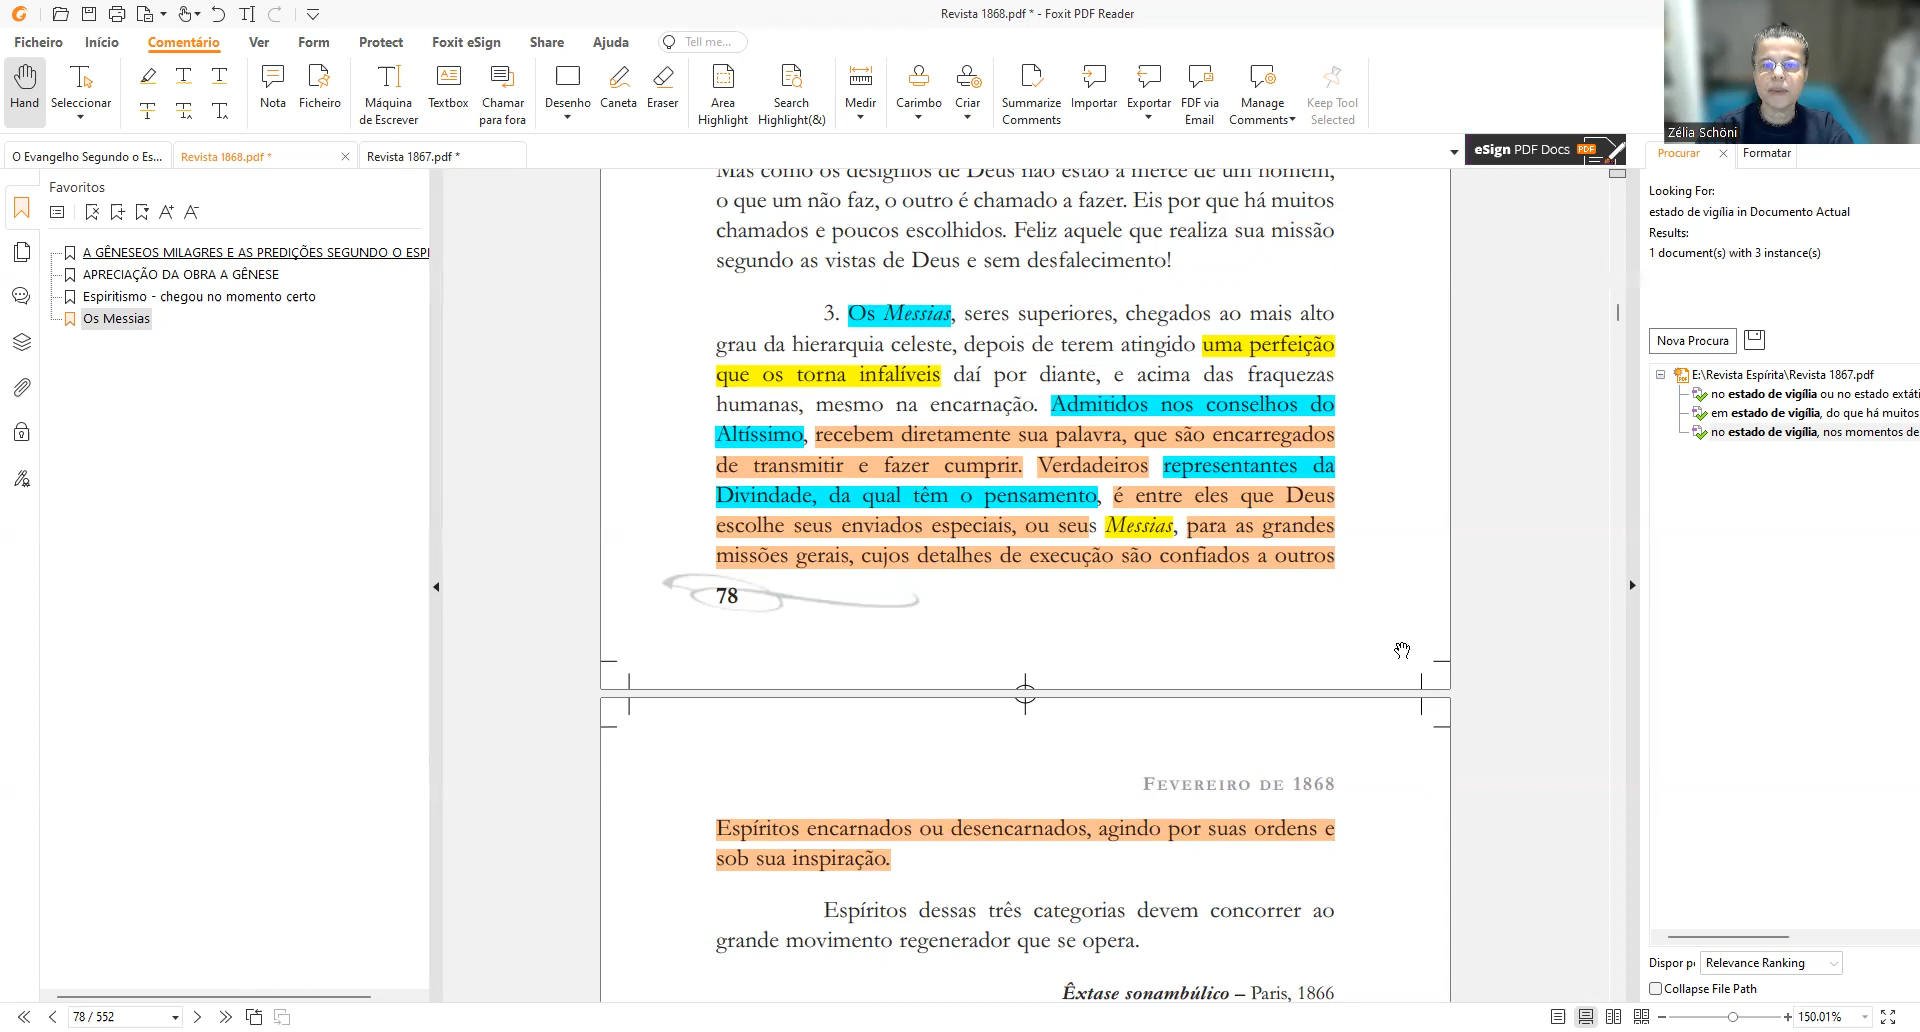 Revista 1868.pdf * - Foxit PDF Reader
Ficheiro Início Comentário Ver Form Protect Foxit eSign Share Ajuda Tell me...
Hand Seleccionar Nota Ficheiro Máquina de Escrever Textbox Chamar para fora Desenho Caneta Eraser Area Highlight Search Highlight(&) Medir Carimbo Criar Summarize Comments Importar Exportar FDF via Email Manage Comments Keep Tool Selected
Zélia Schöni
O Evangelho Segundo o Es... Revista 1868.pdf * Revista 1867.pdf *
eSign PDF Docs PDF
Procurar Formatar
Favoritos
A GÊNESEOS MILAGRES E AS PREDIÇÕES SEGUNDO O ESPI
APRECIAÇÃO DA OBRA A GÊNESE
Espiritismo - chegou no momento certo
Os Messias
Mas como os desígnios de Deus não estão à mercê de um homem,
o que um não faz, o outro é chamado a fazer. Eis por que há muitos
chamados e poucos escolhidos. Feliz aquele que realiza sua missão
segundo as vistas de Deus e sem desfalecimento!
3. Os Messias, seres superiores, chegados ao mais alto
grau da hierarquia celeste, depois de terem atingido uma perfeição
que os torna infalíveis daí por diante, e acima das fraquezas
humanas, mesmo na encarnação. Admitidos nos conselhos do
Altíssimo, recebem diretamente sua palavra, que são encarregados
de transmitir e fazer cumprir. Verdadeiros representantes da
Divindade, da qual têm o pensamento, é entre eles que Deus
escolhe seus enviados especiais, ou seus Messias, para as grandes
missões gerais, cujos detalhes de execução são confiados a outros
78
FEVEREIRO DE 1868
Espíritos encarnados ou desencarnados, agindo por suas ordens e
sob sua inspiração.
Espíritos dessas três categorias devem concorrer ao
grande movimento regenerador que se opera.
Êxtase sonambúlico – Paris, 1866
Looking For:
estado de vigília in Documento Actual
Results:
1 document(s) with 3 instance(s)
Nova Procura
E:\Revista Espírita\Revista 1867.pdf
no estado de vigília ou no estado extáti
em estado de vigília, do que há muitos
no estado de vigília, nos momentos de
Dispor p Relevance Ranking
Collapse File Path
78 / 552
150.01%